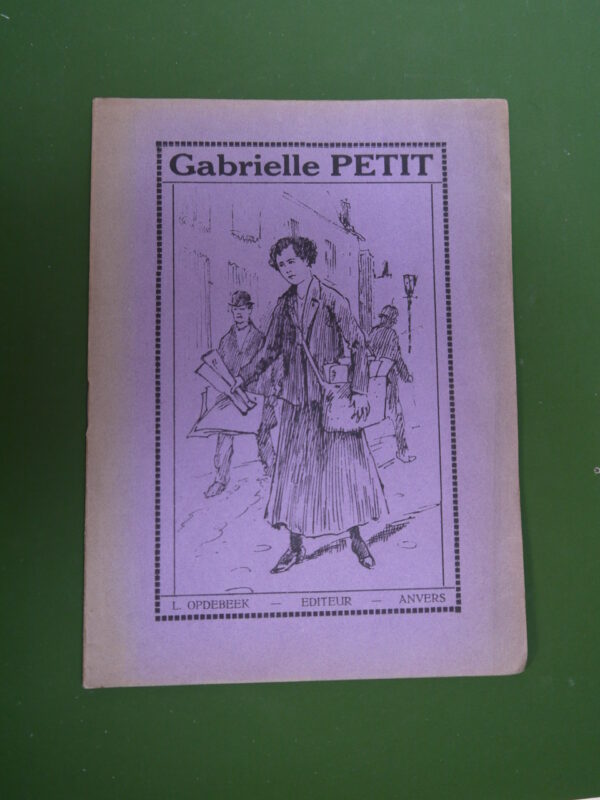 Gabrielle PETIT
L. OPDEBEEK — EDITEUR — ANVERS